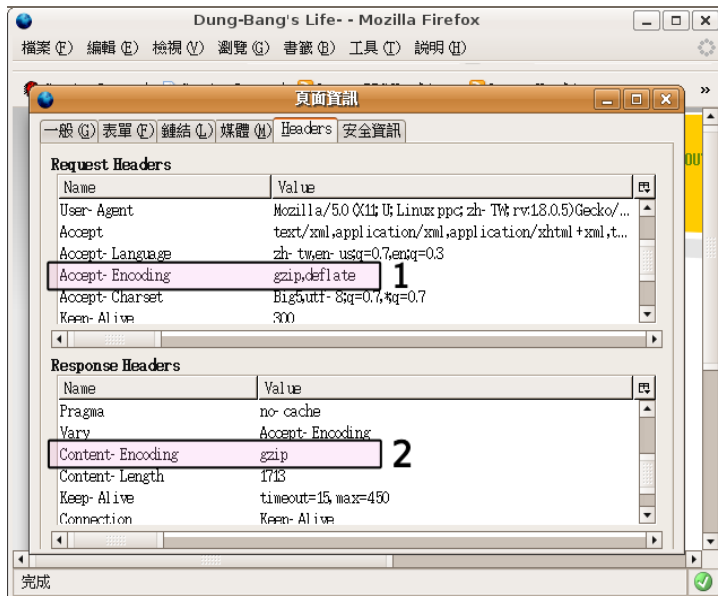 Dung-Bang's Life- - Mozilla Firefox
檔案(F) 編輯(E) 檢視(V) 瀏覽(G) 書籤(B) 工具(T) 說明(H)
»
頁面資訊
一般(G) 表單(F) 鏈結(L) 媒體(M) Headers 安全資訊
OU
Request Headers
Name Value
User-Agent Mozilla/5.0 (X11; U; Linux ppc; zh-TW; rv:1.8.0.5) Gecko/...
Accept text/xml,application/xml,application/xhtml+xml,t...
Accept-Language zh-tw,en-us;q=0.7,en;q=0.3
Accept-Encoding gzip,deflate 1
Accept-Charset Big5,utf-8;q=0.7,*;q=0.7
Keep-Alive 300
Response Headers
Name Value
Pragma no-cache
Vary Accept-Encoding
Content-Encoding gzip 2
Content-Length 1713
Keep-Alive timeout=15, max=450
Connection Keep-Alive
完成